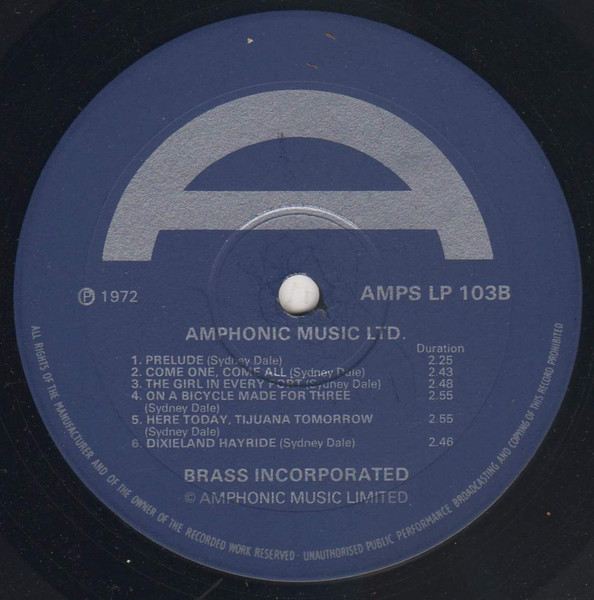 ℗ 1972
AMPS LP 103B
AMPHONIC MUSIC LTD.
Duration
1. PRELUDE (Sydney Dale) 2.25
2. COME ONE, COME ALL (Sydney Dale) 2.43
3. THE GIRL IN EVERY PORT (Sydney Dale) 2.48
4. ON A BICYCLE MADE FOR THREE 2.55
(Sydney Dale)
5. HERE TODAY, TIJUANA TOMORROW 2.55
(Sydney Dale)
6. DIXIELAND HAYRIDE (Sydney Dale) 2.46
BRASS INCORPORATED
© AMPHONIC MUSIC LIMITED
ALL RIGHTS OF THE MANUFACTURER AND OF THE OWNER OF THE RECORDED WORK RESERVED - UNAUTHORISED PUBLIC PERFORMANCE BROADCASTING AND COPYING OF THIS RECORD PROHIBITED